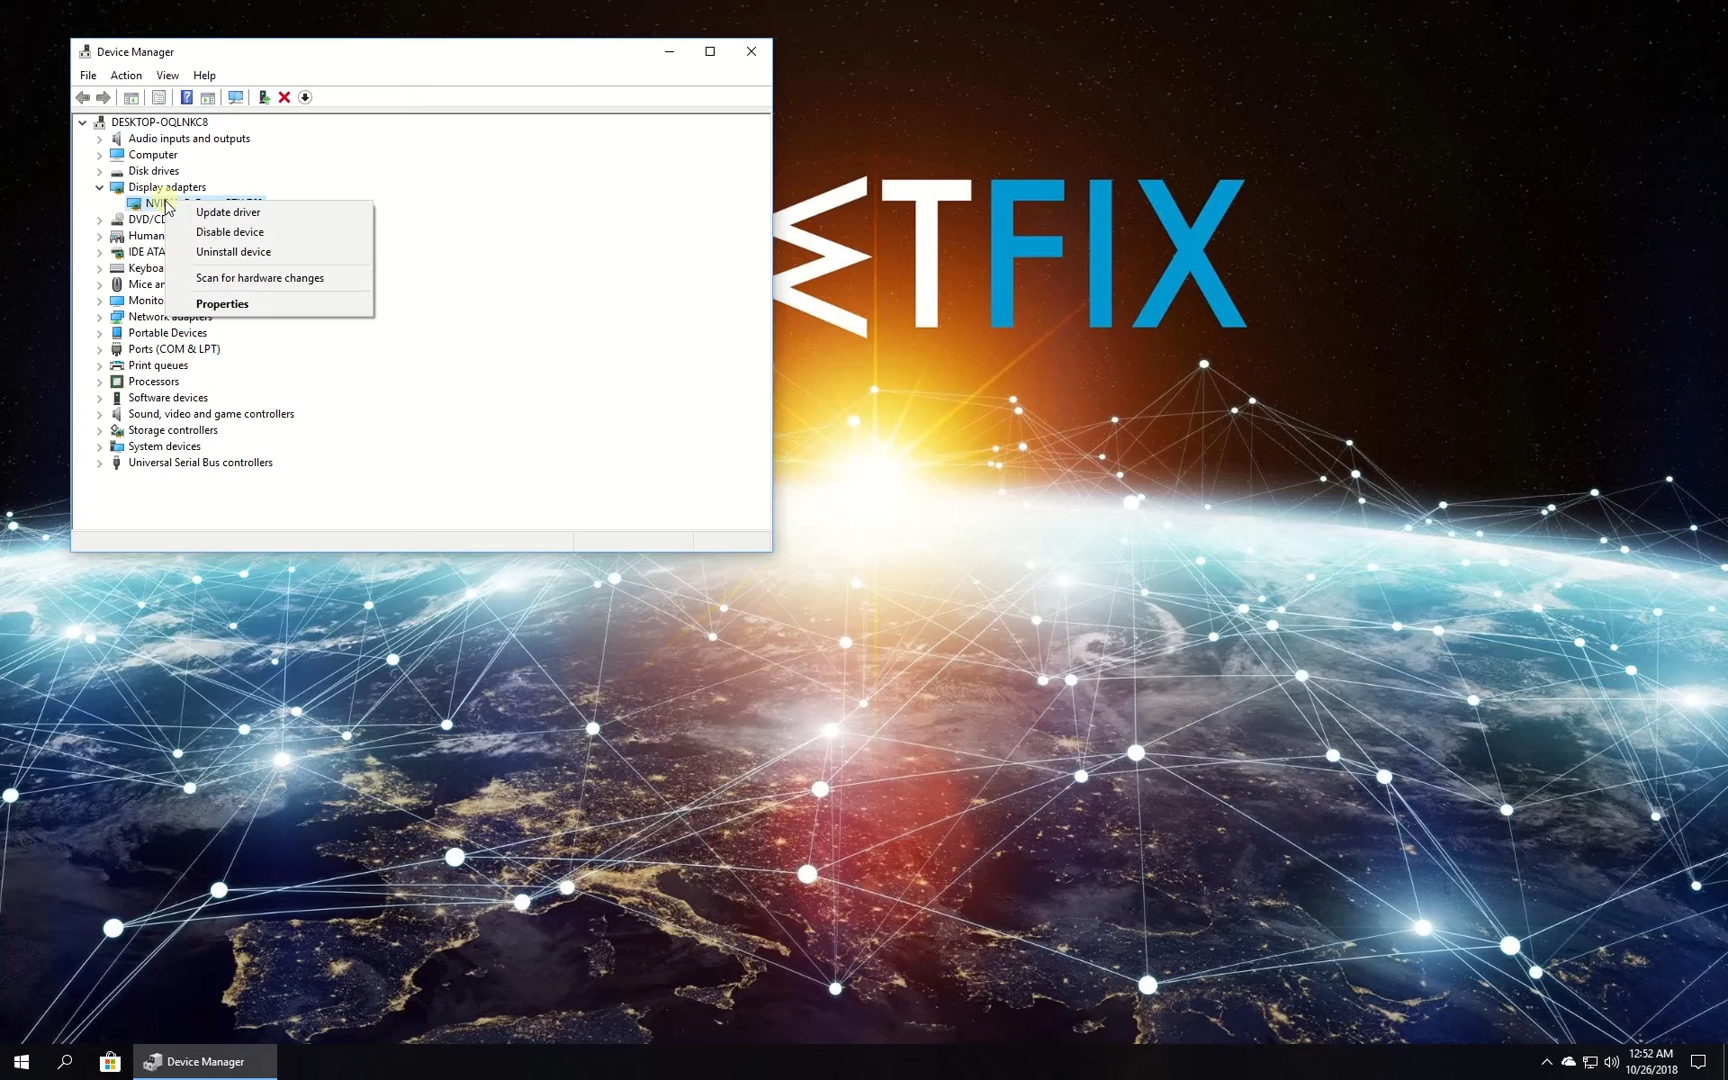 Device Manager
File Action View Help
DESKTOP-OQLNKC8
Audio inputs and outputs
Computer
Disk drives
Display adapters
Update driver
Disable device
Uninstall device
Scan for hardware changes
Properties
DVD/CD
Human
IDE ATA
Keyboa
Mice an
Monito
Network adapters
Portable Devices
Ports (COM & LPT)
Print queues
Processors
Software devices
Sound, video and game controllers
Storage controllers
System devices
Universal Serial Bus controllers
TFIX
Device Manager
12:52 AM
10/26/2018